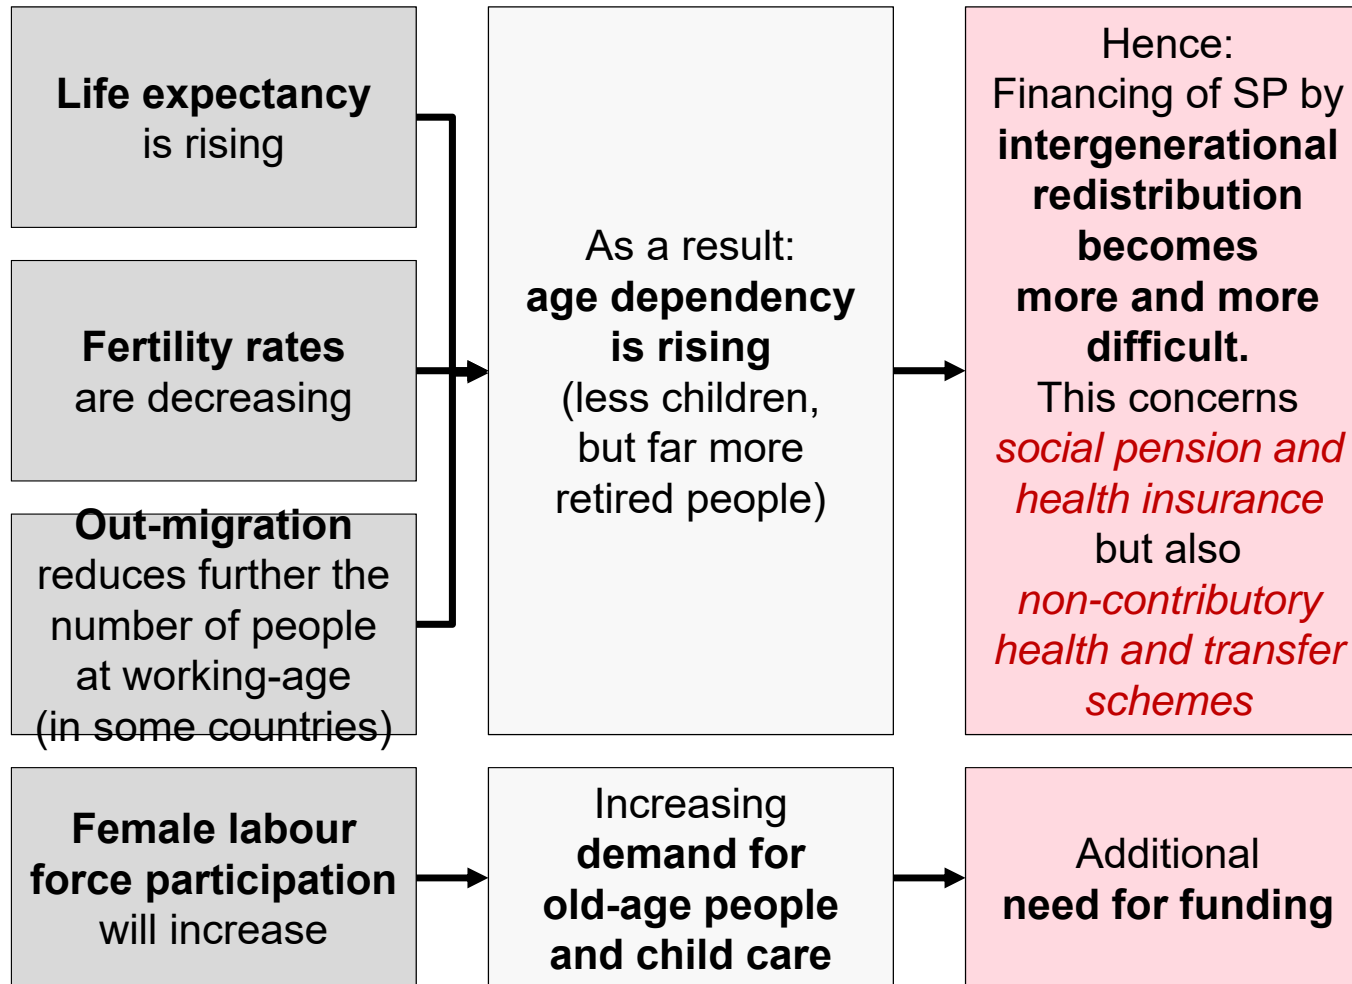 Life expectancy
is rising
Fertility rates
are decreasing
Out-migration
reduces further the
number of people
at working-age
(in some countries)
As a result:
age dependency
is rising
(less children,
but far more
retired people)
Hence:
Financing of SP by
intergenerational
redistribution
becomes
more and more
difficult.
This concerns
social pension and
health insurance
but also
non-contributory
health and transfer
schemes
Female labour
force participation
will increase
Increasing
demand for
old-age people
and child care
Additional
need for funding